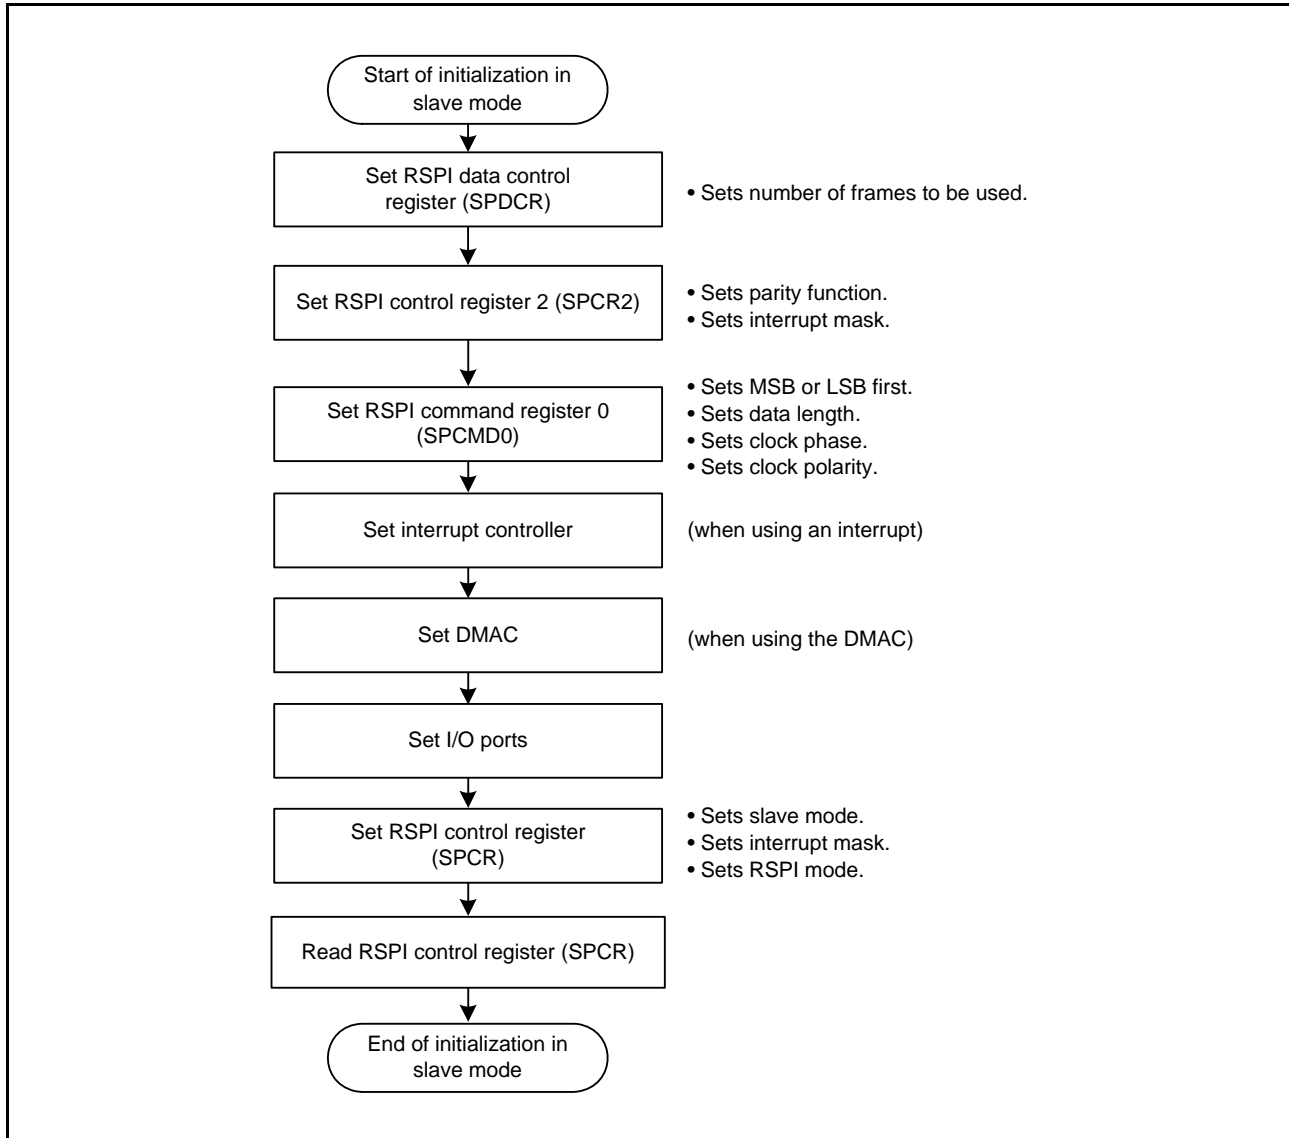 Start of initialization in
slave mode
Set RSPI data control
register (SPDCR)
• Sets number of frames to be used.
Set RSPI control register 2 (SPCR2)
• Sets parity function.
• Sets interrupt mask.
Set RSPI command register 0
(SPCMD0)
• Sets MSB or LSB first.
• Sets data length.
• Sets clock phase.
• Sets clock polarity.
Set interrupt controller
(when using an interrupt)
Set DMAC
(when using the DMAC)
Set I/O ports
Set RSPI control register
(SPCR)
• Sets slave mode.
• Sets interrupt mask.
• Sets RSPI mode.
Read RSPI control register (SPCR)
End of initialization in
slave mode